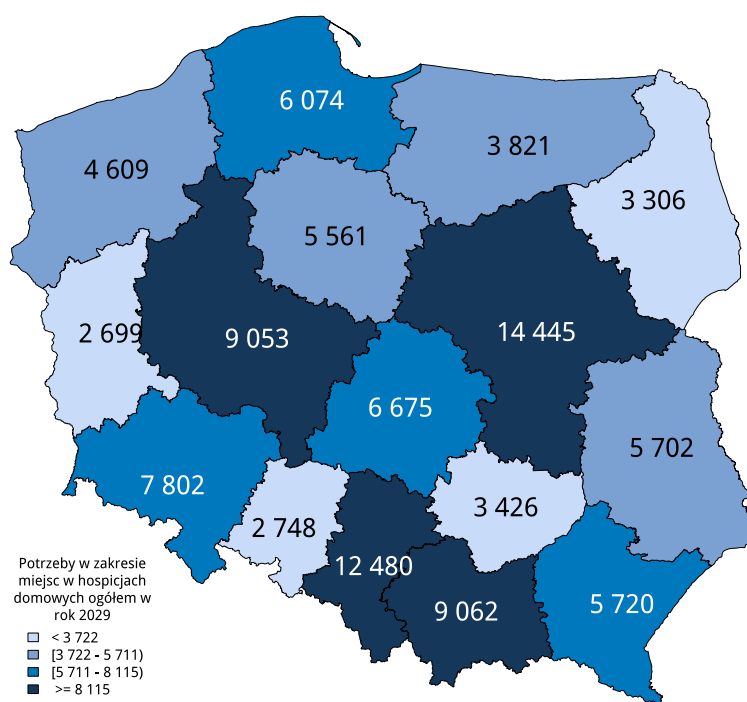 6 074
3 821
4 609
3 306
5 561
2 699
9 053
14 445
6 675
5 702
7 802
3 426
2 748
12 480
9 062
5 720
Potrzeby w zakresie
miejsc w hospicjach
domowych ogółem w
rok 2029
< 3 722
[3 722 - 5 711)
[5 711 - 8 115)
>= 8 115